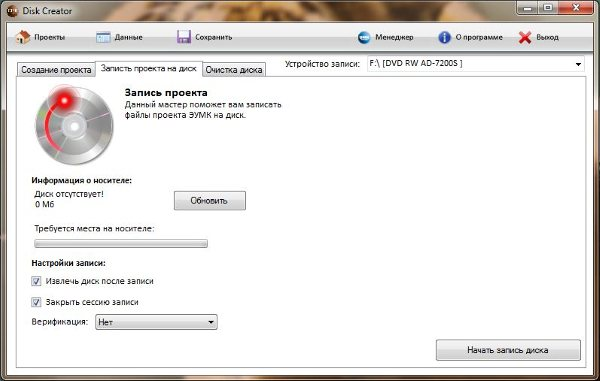 Disk Creator
Проекты
Данные
Сохранить
Менеджер
О программе
Выход
Создание проекта
Записть проекта на диск
Очистка диска
Устройство записи:
F:\ [DVD RW AD-7200S ]
Запись проекта
Данный мастер поможет вам записать
файлы проекта ЭУМК на диск.
Информация о носителе:
Диск отсутствует!
0 Мб
Обновить
Требуется места на носителе:
Настройки записи:
Извлечь диск после записи
Закрыть сессию записи
Верификация:
Нет
Начать запись диска